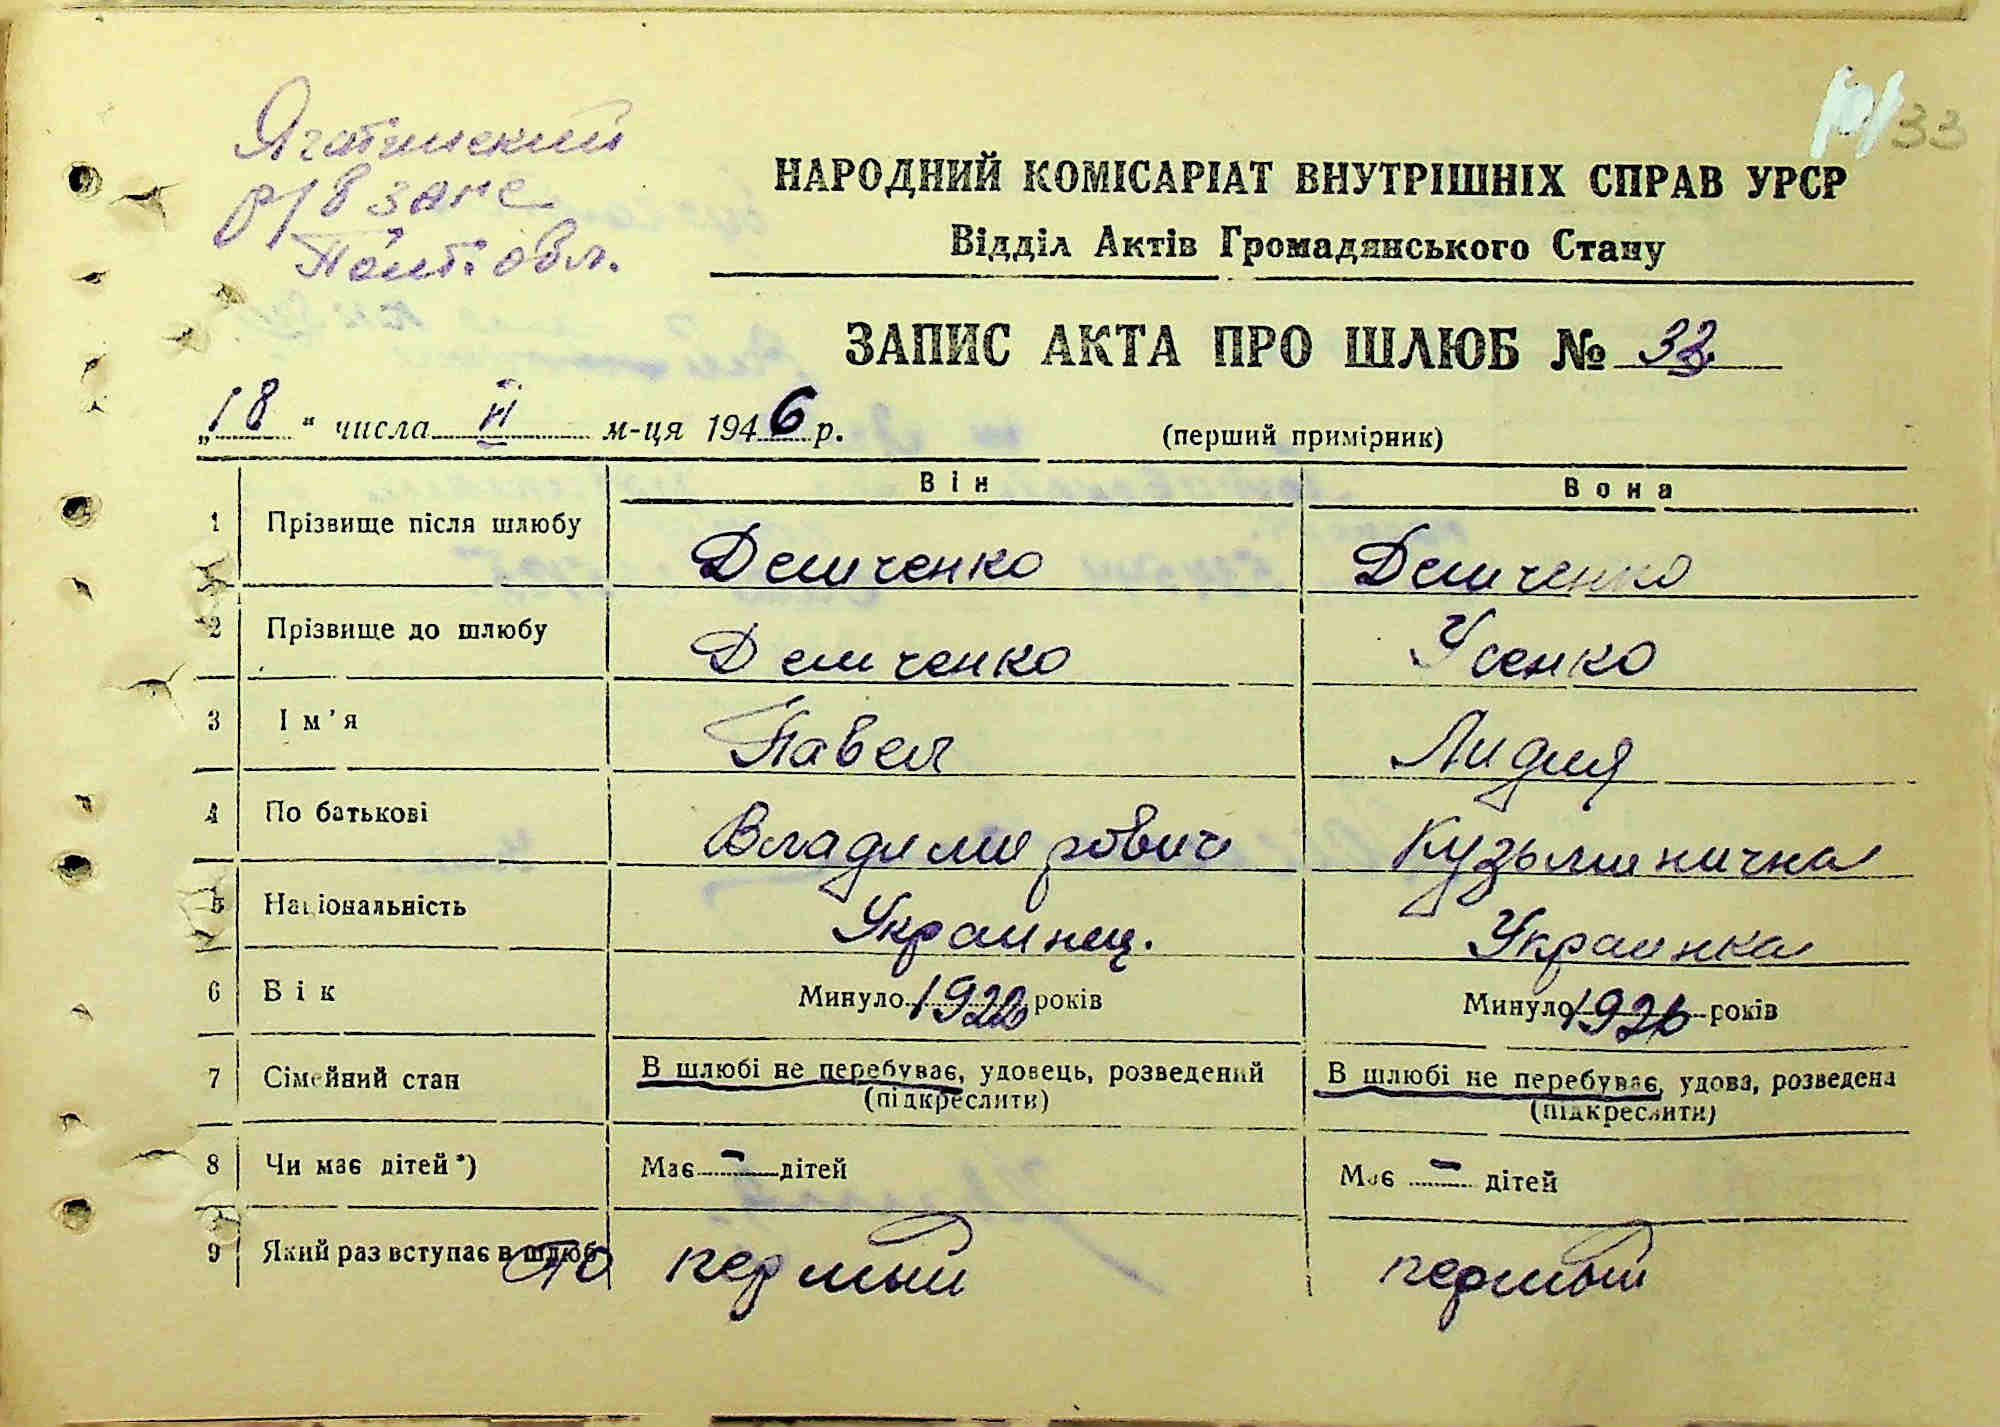 Яготинский
р/в загс
Полт. обл.
33
НАРОДНИЙ КОМІСАРІАТ ВНУТРІШНІХ СПРАВ УРСР
Відділ Актів Громадянського Стану
ЗАПИС АКТА ПРО ШЛЮБ №
„18“ числа II м-ця 1946 р. (перший примірник)
Він Вона
1 Прізвище після шлюбу Демченко Демченко
2 Прізвище до шлюбу Демченко Усенко
3 Ім'я Павел Лидия
4 По батькові Владимирович Кузьминична
5 Національність Украинец. Украинка
6 Вік Минуло 1922 років Минуло 1926 років
7 Сімейний стан В шлюбі не перебуває, удовець, розведений В шлюбі не перебуває, удова, розведена
(підкреслити) (підкреслити)
8 Чи має дітей*) Має – дітей Має – дітей
9 Який раз вступає в шлюб первый первый